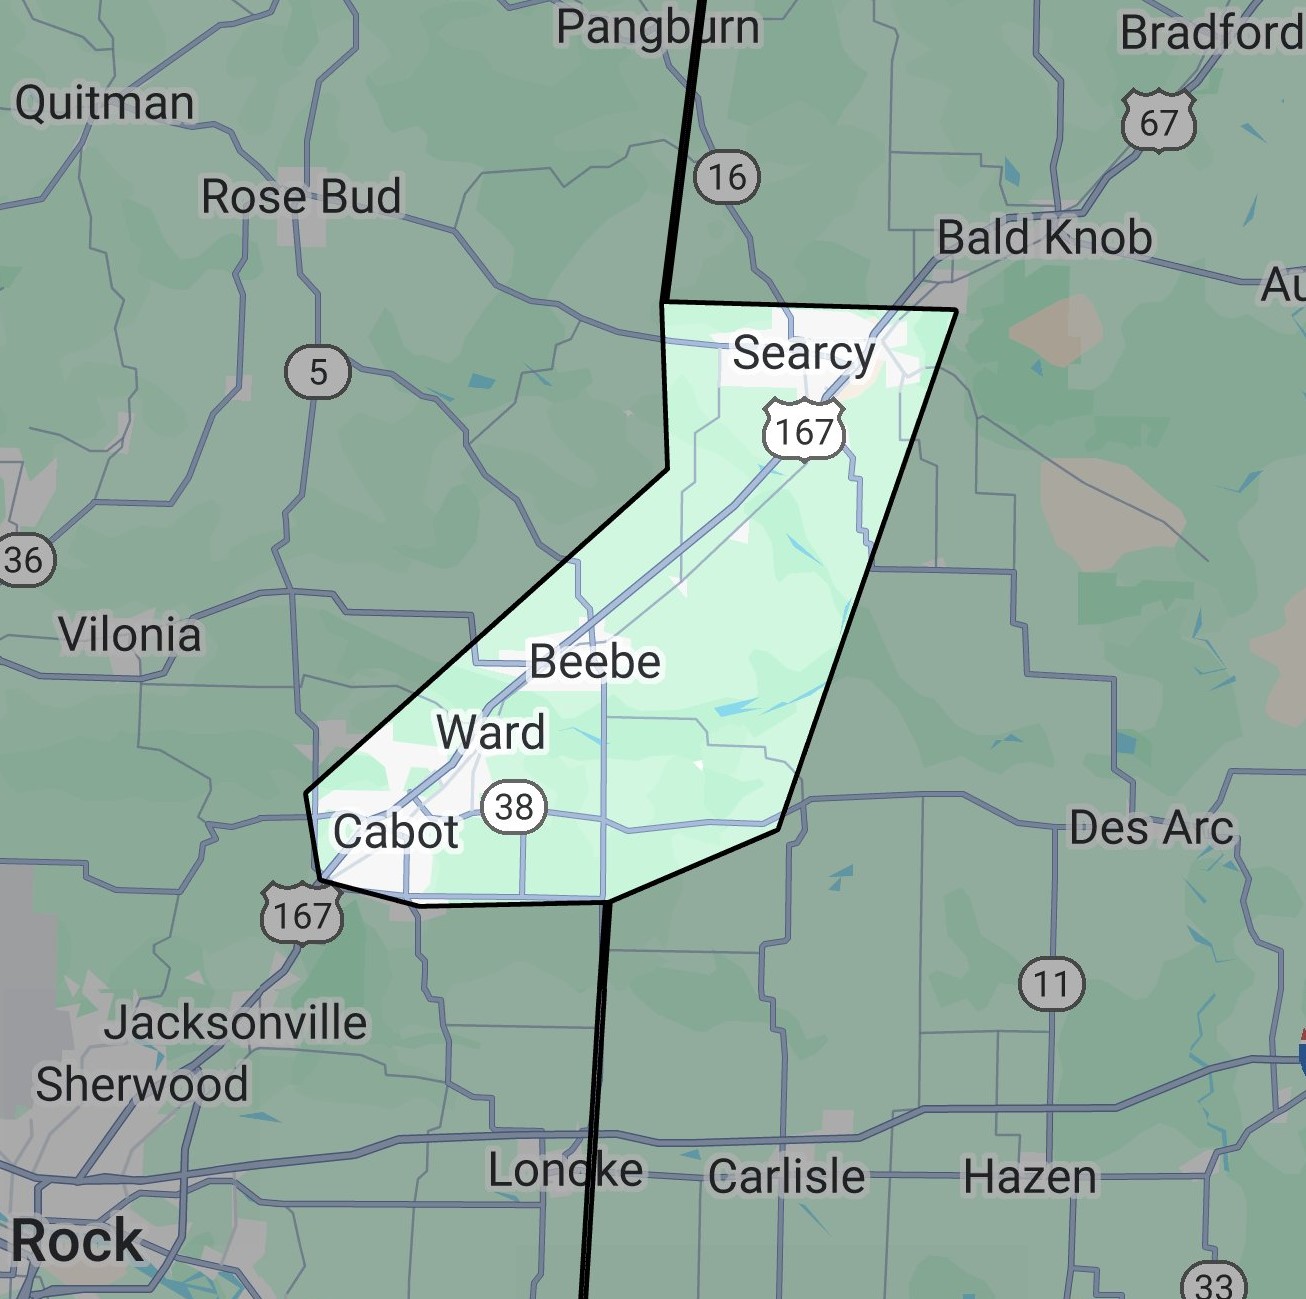 Pangburn
Bradford
Quitman
67
16
Rose Bud
Bald Knob
Au
Searcy
5
167
36
Vilonia
Beebe
Ward
38
Cabot
Des Arc
167
11
Jacksonville
Sherwood
Lonoke
Carlisle
Hazen
Rock
33